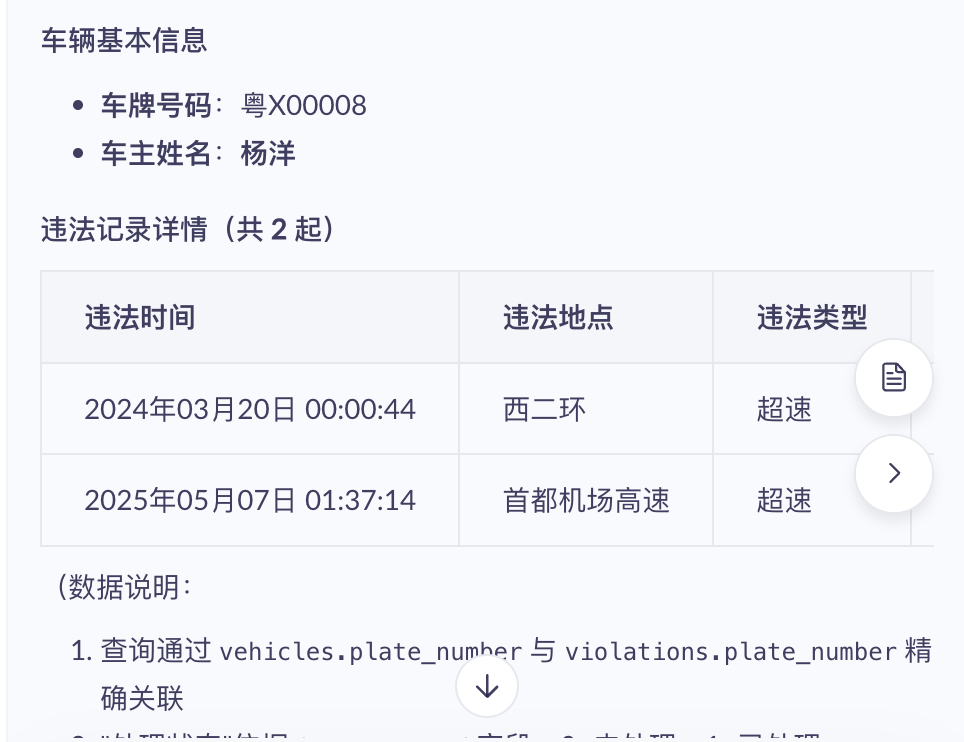 车辆基本信息
车牌号码：粤X00008
车主姓名：杨洋
违法记录详情（共 2 起）
违法时间 违法地点 违法类型
2024年03月20日 00:00:44 西二环 超速
2025年05月07日 01:37:14 首都机场高速 超速
（数据说明：
1. 查询通过 vehicles.plate_number 与 violations.plate_number 精
确关联